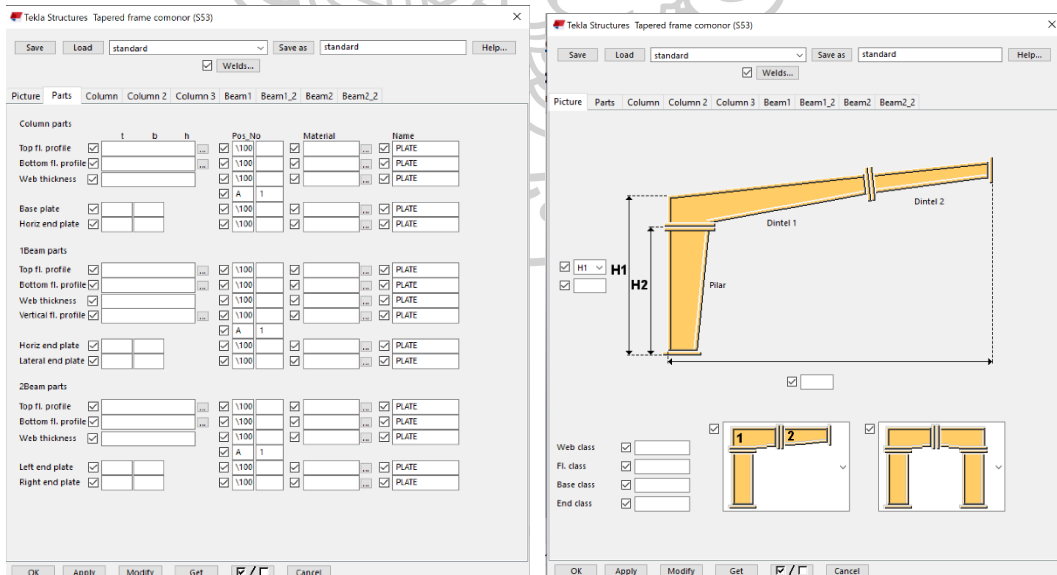 Tekla Structures Tapered frame comonor (S53)
Save Load standard Save as standard Help...
Welds...
Picture Parts Column Column 2 Column 3 Beam1 Beam1_2 Beam2 Beam2_2
Column parts
t b h Pos_No Material Name
Top fl. profile \100 ... PLATE
Bottom fl. profile \100 ... PLATE
Web thickness \100 ... PLATE
A 1
Base plate \100 ... PLATE
Horiz end plate \100 ... PLATE
1Beam parts
Top fl. profile \100 ... PLATE
Bottom fl. profile \100 ... PLATE
Web thickness \100 ... PLATE
Vertical fl. profile \100 ... PLATE
A 1
Horiz end plate \100 ... PLATE
Lateral end plate \100 ... PLATE
2Beam parts
Top fl. profile \100 ... PLATE
Bottom fl. profile \100 ... PLATE
Web thickness \100 ... PLATE
A 1
Left end plate \100 ... PLATE
Right end plate \100 ... PLATE
OK Apply Modify Get / Cancel
Tekla Structures Tapered frame comonor (S53)
Save Load standard Save as standard Help...
Welds...
Picture Parts Column Column 2 Column 3 Beam1 Beam1_2 Beam2 Beam2_2
Dintel 2
Dintel 1
H1 H1
H2 Pilar
1 2
Web class
Fl. class
Base class
End class
OK Apply Modify Get / Cancel